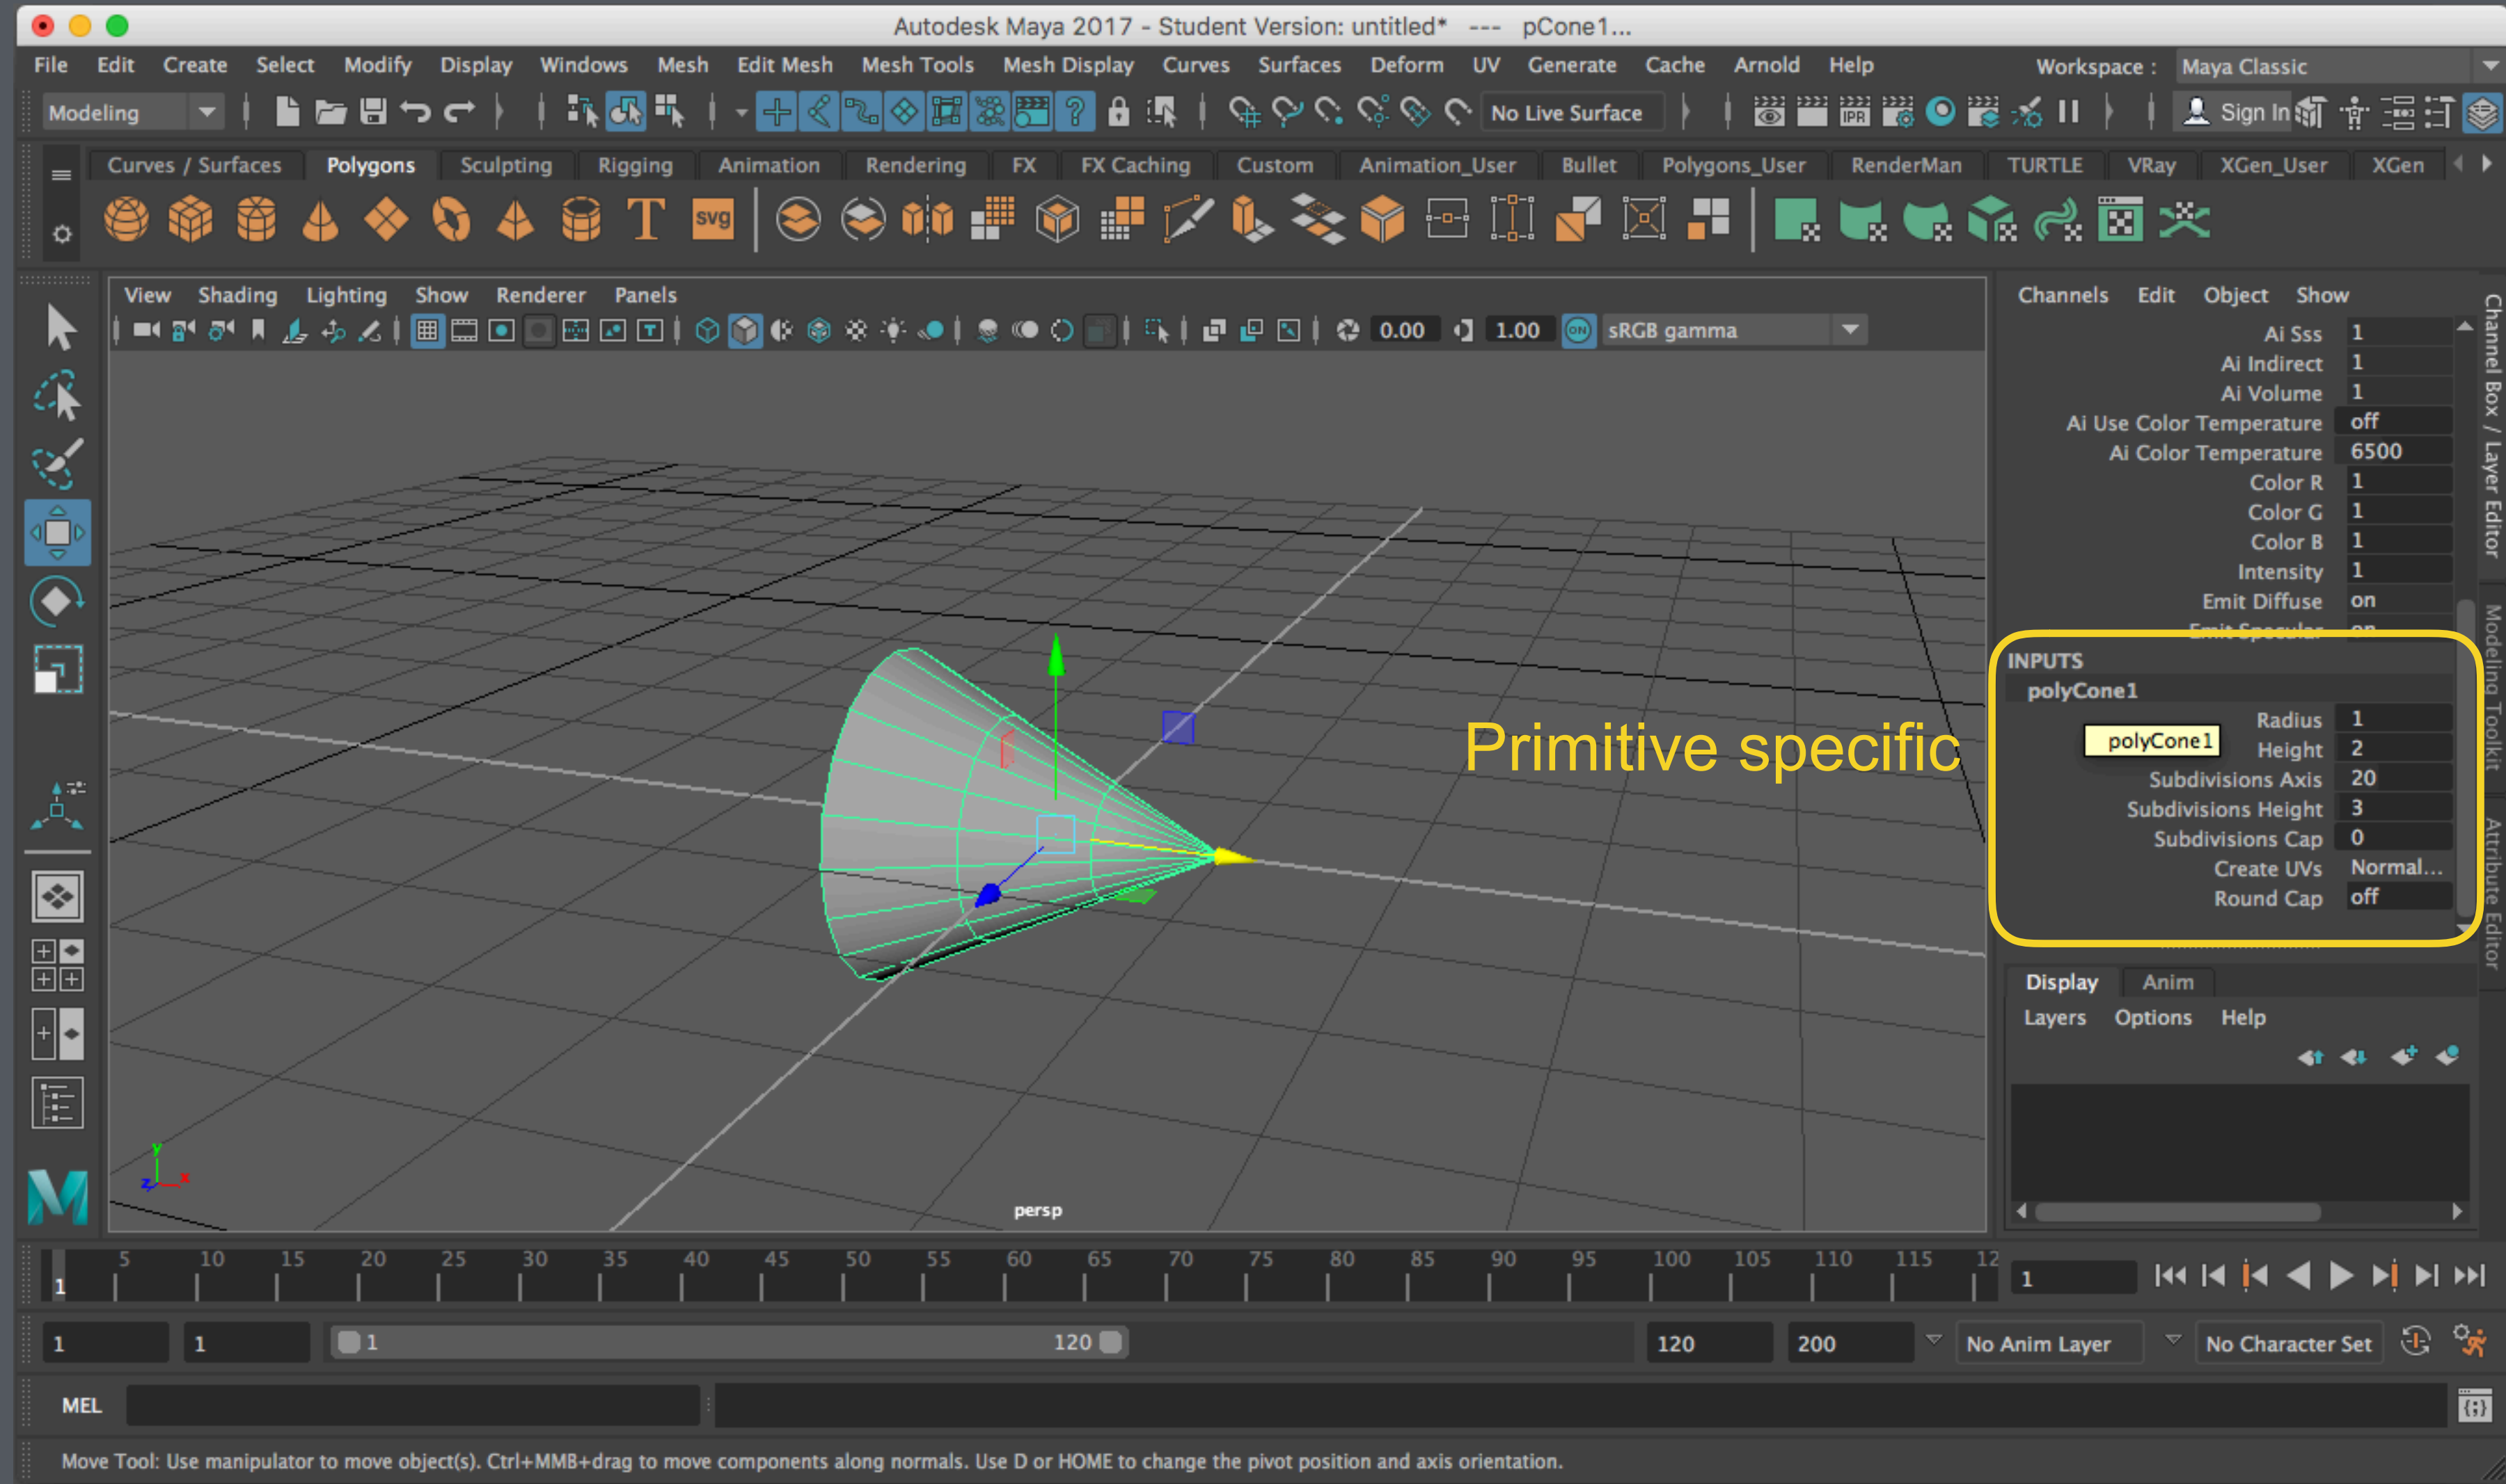 Autodesk Maya 2017 - Student Version: untitled* --- pCone1...
File Edit Create Select Modify Display Windows Mesh Edit Mesh Mesh Tools Mesh Display Curves Surfaces Deform UV Generate Cache Arnold Help Workspace : Maya Classic
Modeling No Live Surface IPR Sign In
Curves / Surfaces Polygons Sculpting Rigging Animation Rendering FX FX Caching Custom Animation_User Bullet Polygons_User RenderMan TURTLE VRay XGen_User XGen
T svg
View Shading Lighting Show Renderer Panels
0.00 1.00 ON sRGB gamma
Channels Edit Object Show
Ai Sss 1
Ai Indirect 1
Ai Volume 1
Ai Use Color Temperature off
Ai Color Temperature 6500
Color R 1
Color G 1
Color B 1
Intensity 1
Emit Diffuse on
Emit Specular on
INPUTS
polyCone1
Radius 1
polyCone1
Height 2
Subdivisions Axis 20
Subdivisions Height 3
Subdivisions Cap 0
Create UVs Normal...
Round Cap off
Primitive specific
Channel Box / Layer Editor
Modeling Toolkit
Attribute Editor
Display Anim
Layers Options Help
y
z x
persp
5 10 15 20 25 30 35 40 45 50 55 60 65 70 75 80 85 90 95 100 105 110 115 12
1 1
1 1 1 120 120 200 No Anim Layer No Character Set
MEL
Move Tool: Use manipulator to move object(s). Ctrl+MMB+drag to move components along normals. Use D or HOME to change the pivot position and axis orientation.